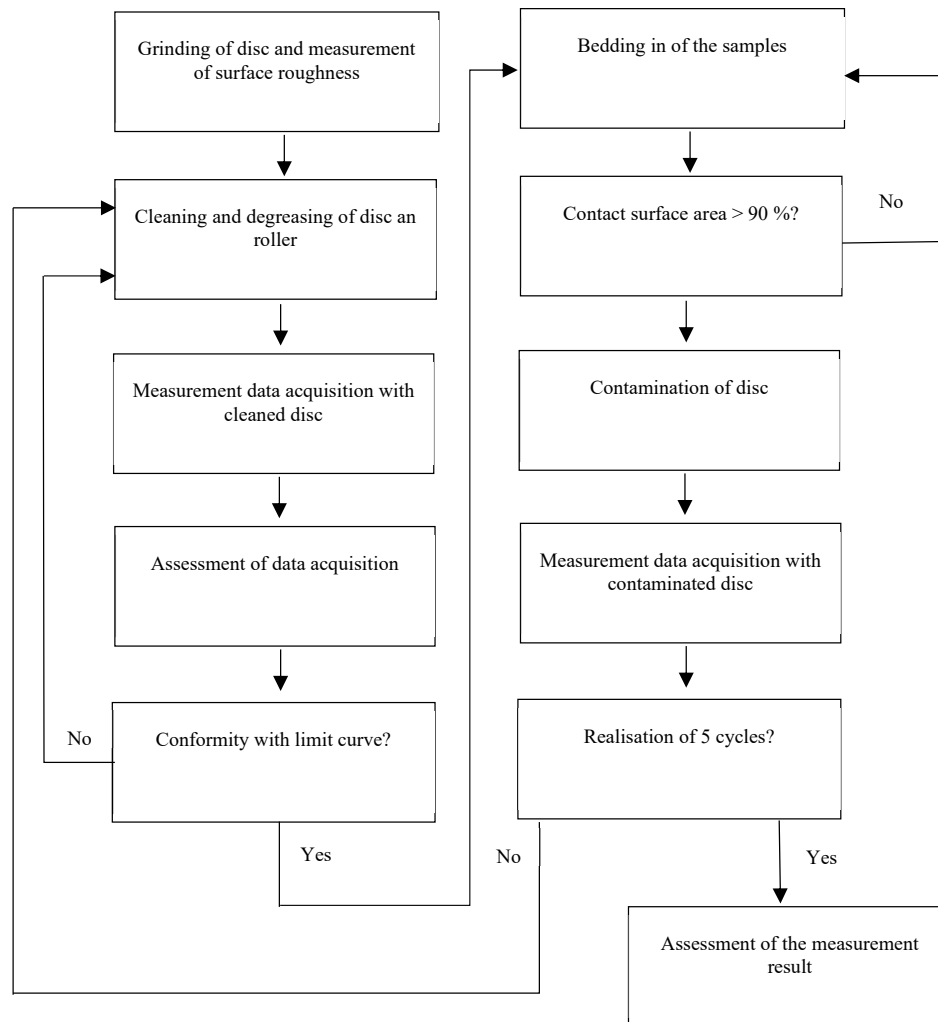 Grinding of disc and measurement
of surface roughness
Cleaning and degreasing of disc an
roller
Measurement data acquisition with
cleaned disc
Assessment of data acquisition
No
Conformity with limit curve?
Yes
Bedding in of the samples
Contact surface area > 90 %?
No
Contamination of disc
Measurement data acquisition with
contaminated disc
Realisation of 5 cycles?
No
Yes
Assessment of the measurement
result